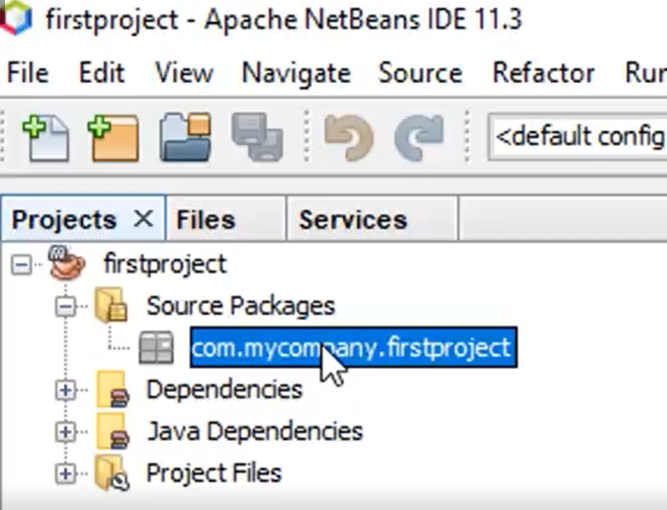 firstproject - Apache NetBeans IDE 11.3
File Edit View Navigate Source Refactor Run
<default config
Projects Files Services
firstproject
Source Packages
com.mycompany.firstproject
Dependencies
Java Dependencies
Project Files